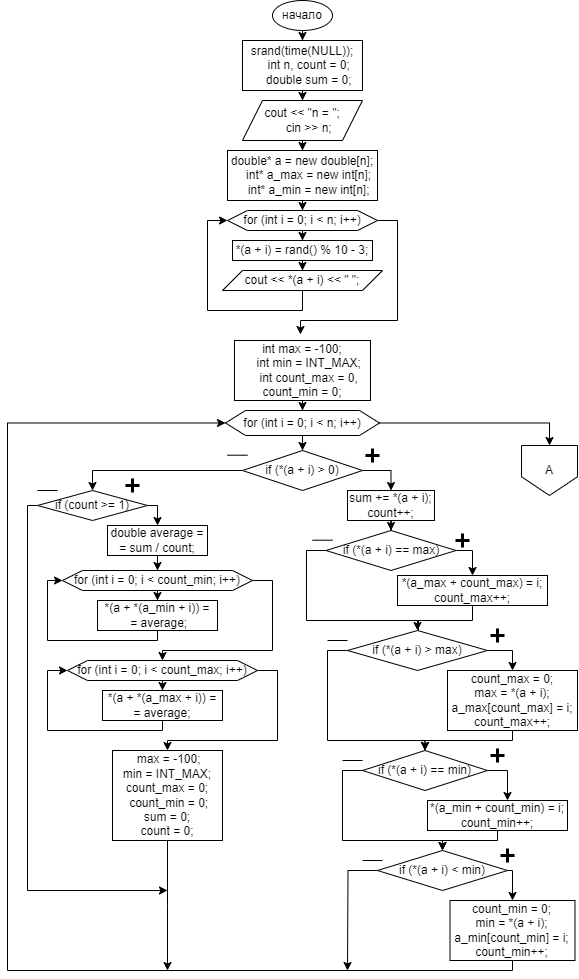 начало
srand(time(NULL));
int n, count = 0;
double sum = 0;
cout << "n = ";
cin >> n;
double* a = new double[n];
int* a_max = new int[n];
int* a_min = new int[n];
for (int i = 0; i < n; i++)
*(a + i) = rand() % 10 - 3;
cout << *(a + i) << " ";
int max = -100;
int min = INT_MAX;
int count_max = 0,
count_min = 0;
for (int i = 0; i < n; i++)
A
if (*(a + i) > 0)
if (count >= 1)
double average =
= sum / count;
for (int i = 0; i < count_min; i++)
*(a + *(a_min + i)) =
= average;
for (int i = 0; i < count_max; i++)
*(a + *(a_max + i)) =
= average;
max = -100;
min = INT_MAX;
count_max = 0;
count_min = 0;
sum = 0;
count = 0;
sum += *(a + i);
count++;
if (*(a + i) == max)
*(a_max + count_max) = i;
count_max++;
if (*(a + i) > max)
count_max = 0;
max = *(a + i);
a_max[count_max] = i;
count_max++;
if (*(a + i) == min)
*(a_min + count_min) = i;
count_min++;
if (*(a + i) < min)
count_min = 0;
min = *(a + i);
a_min[count_min] = i;
count_min++;